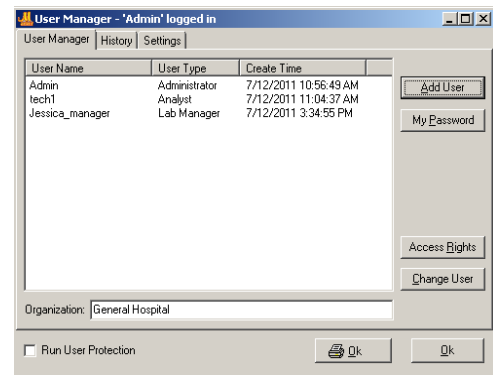 User Manager - 'Admin' logged in
User Manager History Settings
User Name User Type Create Time
Admin Administrator 7/12/2011 10:56:49 AM
tech1 Analyst 7/12/2011 11:04:37 AM
Jessica_manager Lab Manager 7/12/2011 3:34:55 PM
Add User
My Password
Access Rights
Change User
Organization: General Hospital
Run User Protection Ok Ok